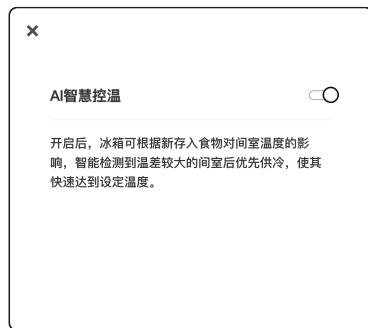 AI智慧控温
开启后，冰箱可根据新存入食物对间室温度的影
响，智能检测到温差较大的间室后优先供冷，使其
快速达到设定温度。